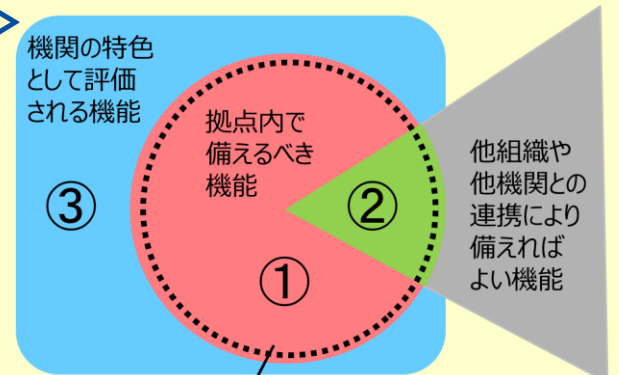 機関の特色
として評価
される機能
拠点内で
備えるべき
機能
他組織や
他機関との
連携により
備えれば
よい機能
③
②
①